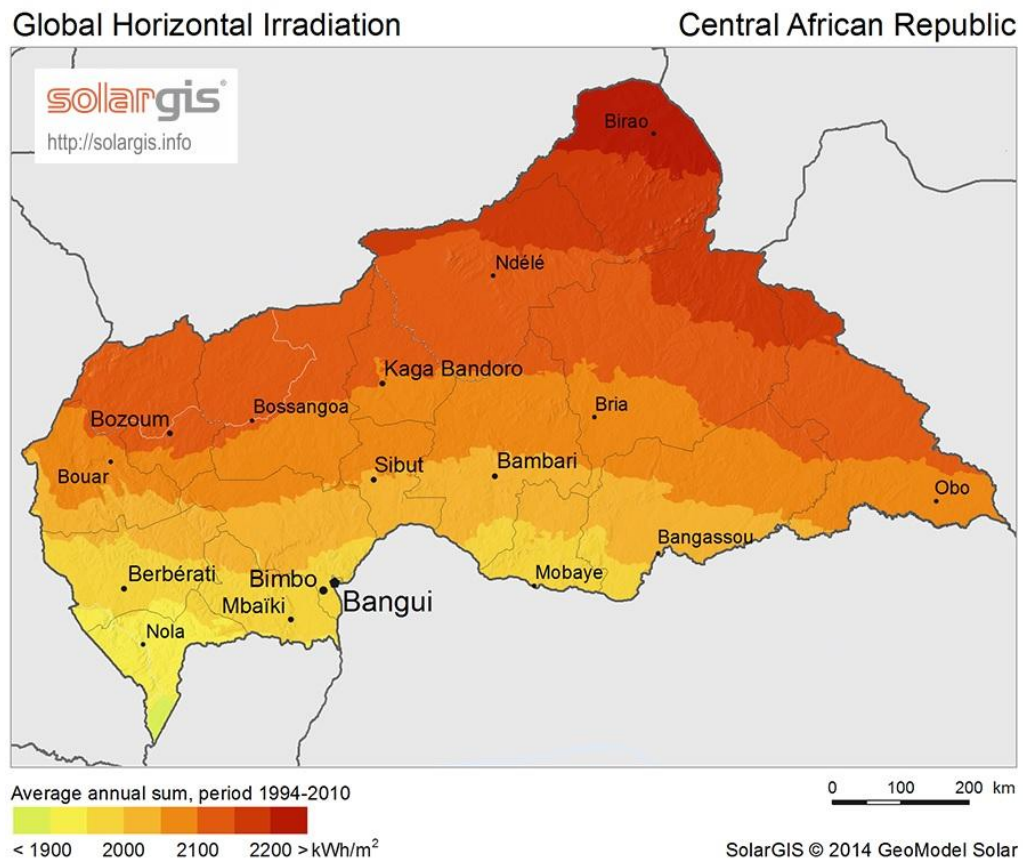 Global Horizontal Irradiation
Central African Republic
solargis®
http://solargis.info
Birao
Ndélé
Kaga Bandoro
Bossangoa
Bozoum
Bria
Bouar
Sibut
Bambari
Obo
Bangassou
Berbérati
Bimbo
Mobaye
Bangui
Mbaïki
Nola
Average annual sum, period 1994-2010
0 100 200 km
< 1900 2000 2100 2200 > kWh/m²
SolarGIS © 2014 GeoModel Solar